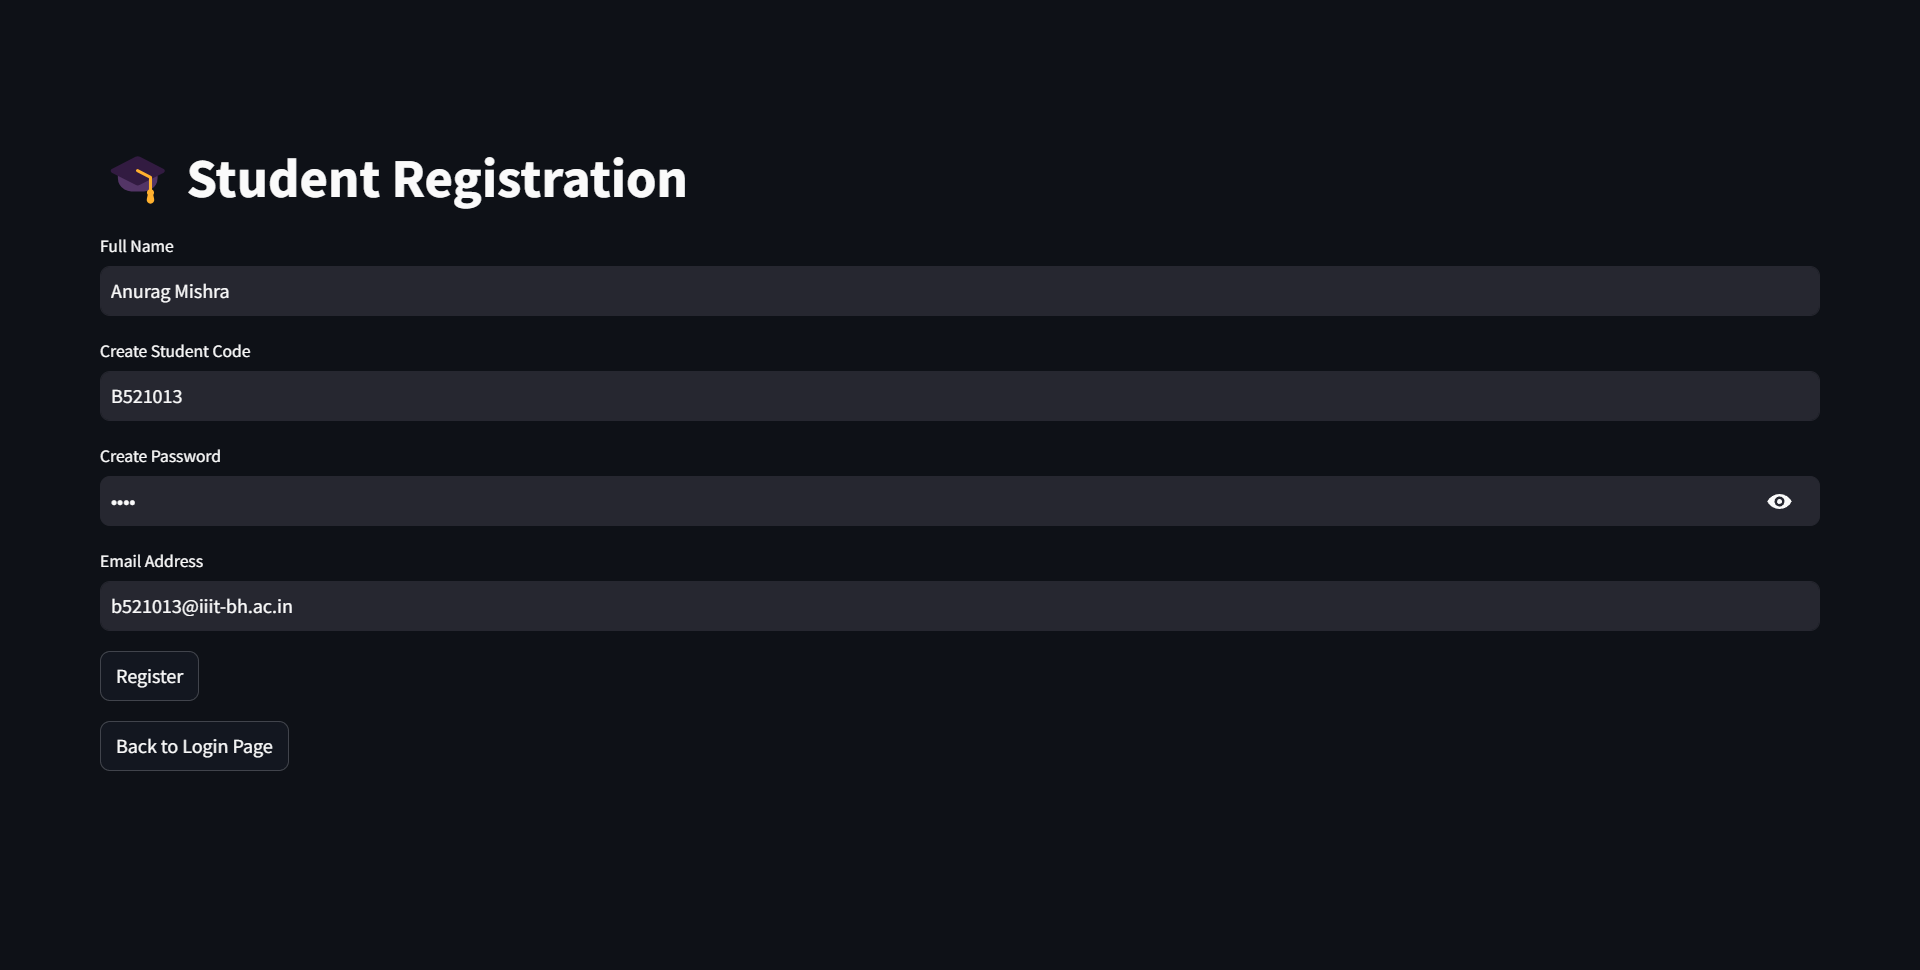 Student Registration
Full Name
Anurag Mishra
Create Student Code
B521013
Create Password
••••
Email Address
b521013@iiit-bh.ac.in
Register
Back to Login Page